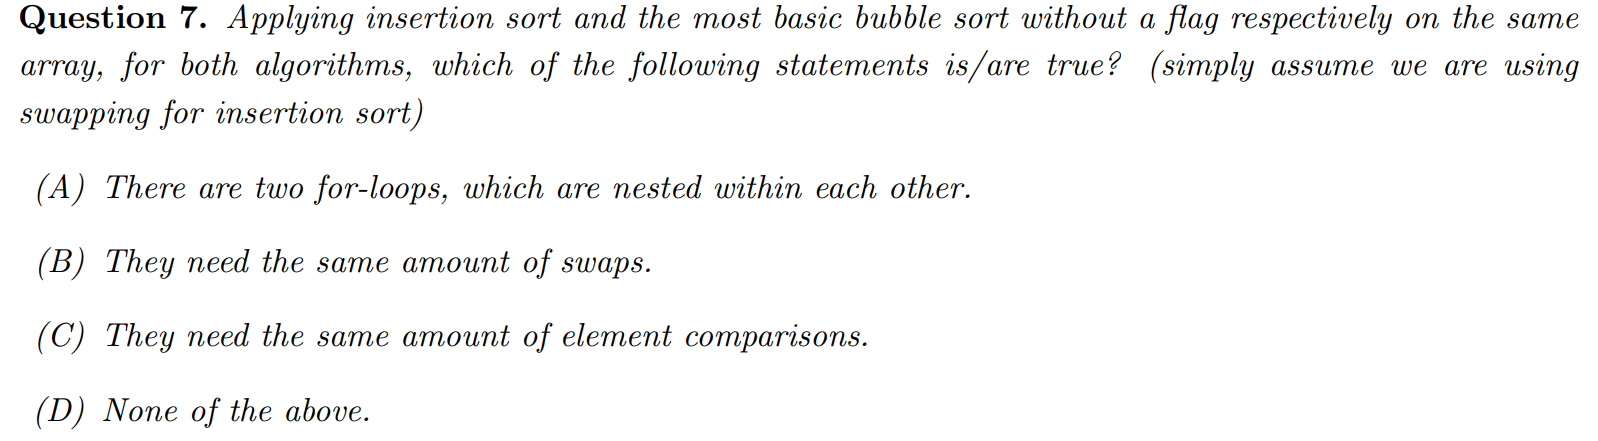 Question 7. Applying insertion sort and the most basic bubble sort without a flag respectively on the same
array, for both algorithms, which of the following statements is/are true? (simply assume we are using
swapping for insertion sort)
(A) There are two for-loops, which are nested within each other.
(B) They need the same amount of swaps.
(C) They need the same amount of element comparisons.
(D) None of the above.